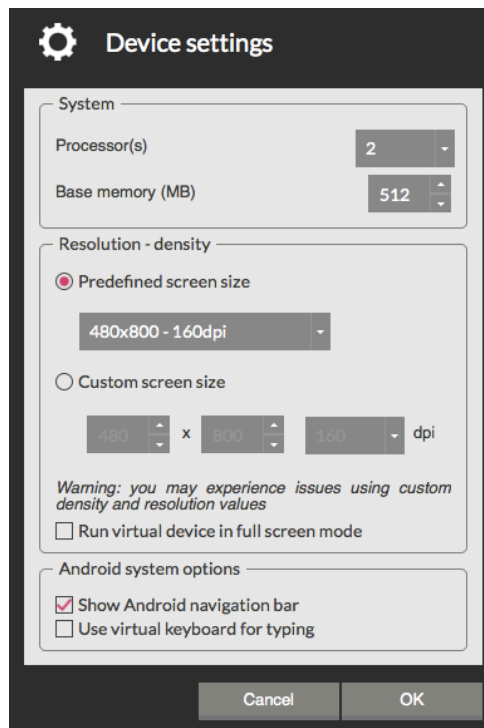 Device settings
System
Processor(s)
2
Base memory (MB)
512
Resolution - density
Predefined screen size
480x800 - 160dpi
Custom screen size
480 x 800 160 dpi
Warning: you may experience issues using custom
density and resolution values
Run virtual device in full screen mode
Android system options
Show Android navigation bar
Use virtual keyboard for typing
Cancel OK